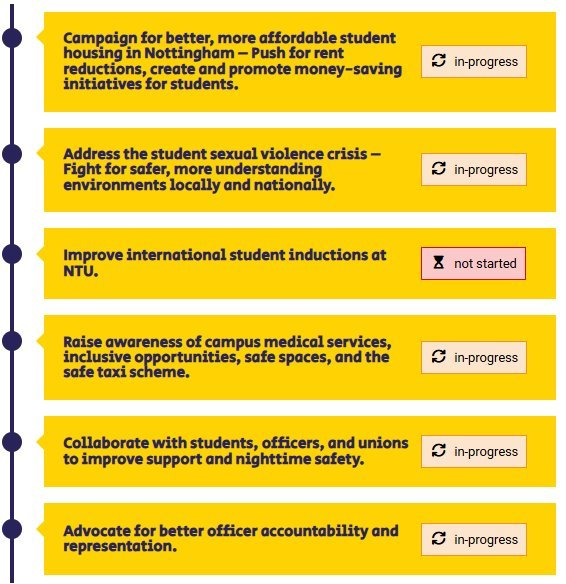 Campaign for better, more affordable student
housing in Nottingham – Push for rent
reductions, create and promote money-saving
initiatives for students.
in-progress
Address the student sexual violence crisis –
Fight for safer, more understanding
environments locally and nationally.
in-progress
Improve international student inductions at
NTU.
not started
Raise awareness of campus medical services,
inclusive opportunities, safe spaces, and the
safe taxi scheme.
in-progress
Collaborate with students, officers, and unions
to improve support and nighttime safety.
in-progress
Advocate for better officer accountability and
representation.
in-progress